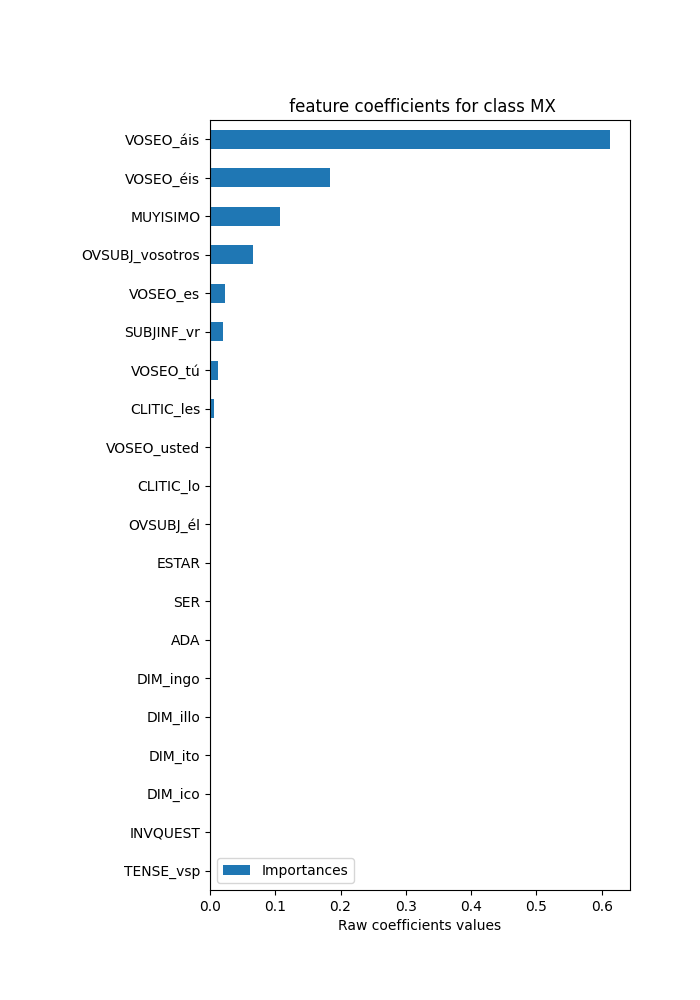 feature coefficients for class MX
VOSEO_áis
VOSEO_éis
MUYISIMO
OVSUBJ_vosotros
VOSEO_es
SUBJINF_vr
VOSEO_tú
CLITIC_les
VOSEO_usted
CLITIC_lo
OVSUBJ_él
ESTAR
SER
ADA
DIM_ingo
DIM_illo
DIM_ito
DIM_ico
INVQUEST
TENSE_vsp
Importances
0.0 0.1 0.2 0.3 0.4 0.5 0.6
Raw coefficients values